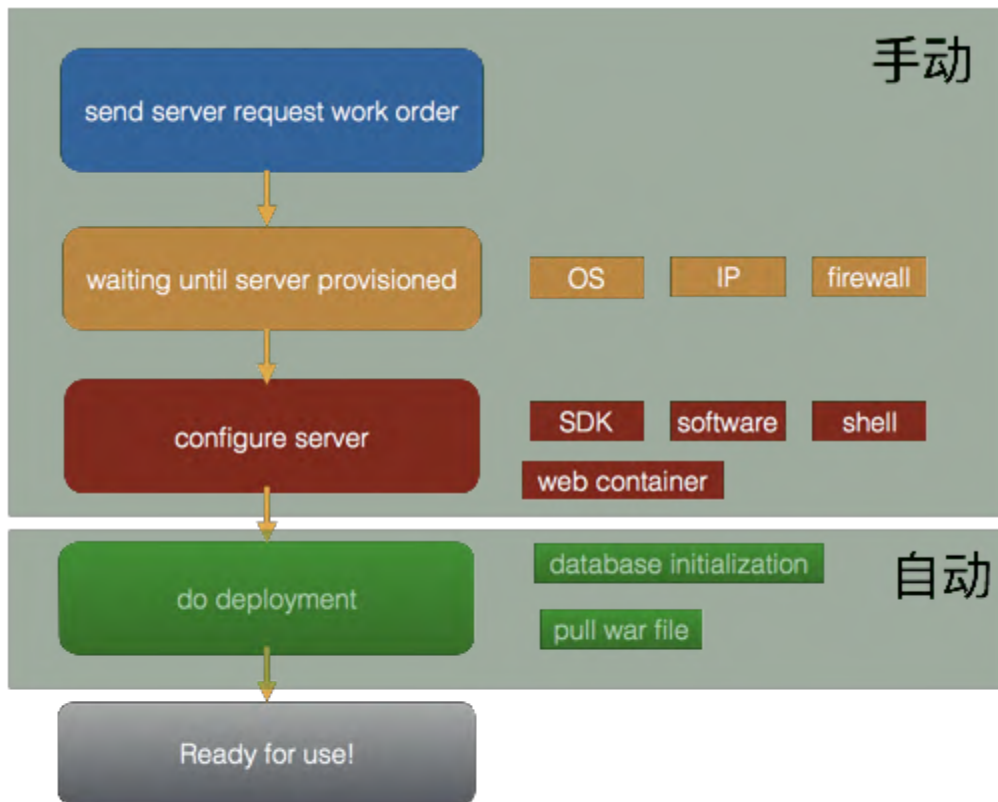 手动
send server request work order
waiting until server provisioned
OS
IP
firewall
configure server
SDK
software
shell
web container
自动
do deployment
database initialization
pull war file
Ready for use!